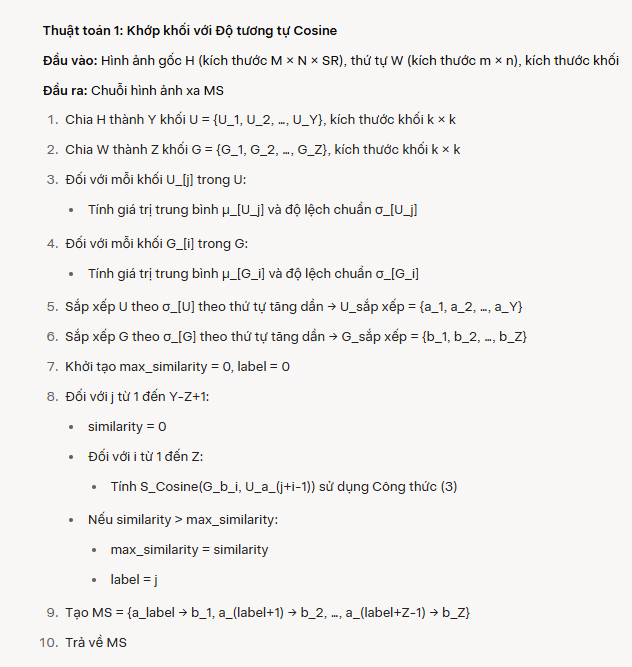 Thuật toán 1: Khớp khối với Độ tương tự Cosine
Đầu vào: Hình ảnh gốc H (kích thước M × N × SR), thứ tự W (kích thước m × n), kích thước khối
Đầu ra: Chuỗi hình ảnh xa MS
1. Chia H thành Y khối U = {U_1, U_2, …, U_Y}, kích thước khối k × k
2. Chia W thành Z khối G = {G_1, G_2, …, G_Z}, kích thước khối k × k
3. Đối với mỗi khối U_[j] trong U:
• Tính giá trị trung bình μ_[U_j] và độ lệch chuẩn σ_[U_j]
4. Đối với mỗi khối G_[i] trong G:
• Tính giá trị trung bình μ_[G_i] và độ lệch chuẩn σ_[G_i]
5. Sắp xếp U theo σ_[U] theo thứ tự tăng dần → U_sắp xếp = {a_1, a_2, …, a_Y}
6. Sắp xếp G theo σ_[G] theo thứ tự tăng dần → G_sắp xếp = {b_1, b_2, …, b_Z}
7. Khởi tạo max_similarity = 0, label = 0
8. Đối với j từ 1 đến Y-Z+1:
• similarity = 0
• Đối với i từ 1 đến Z:
• Tính S_Cosine(G_b_i, U_a_(j+i-1)) sử dụng Công thức (3)
• Nếu similarity > max_similarity:
• max_similarity = similarity
• label = j
9. Tạo MS = {a_label → b_1, a_(label+1) → b_2, …, a_(label+Z-1) → b_Z}
10. Trả về MS